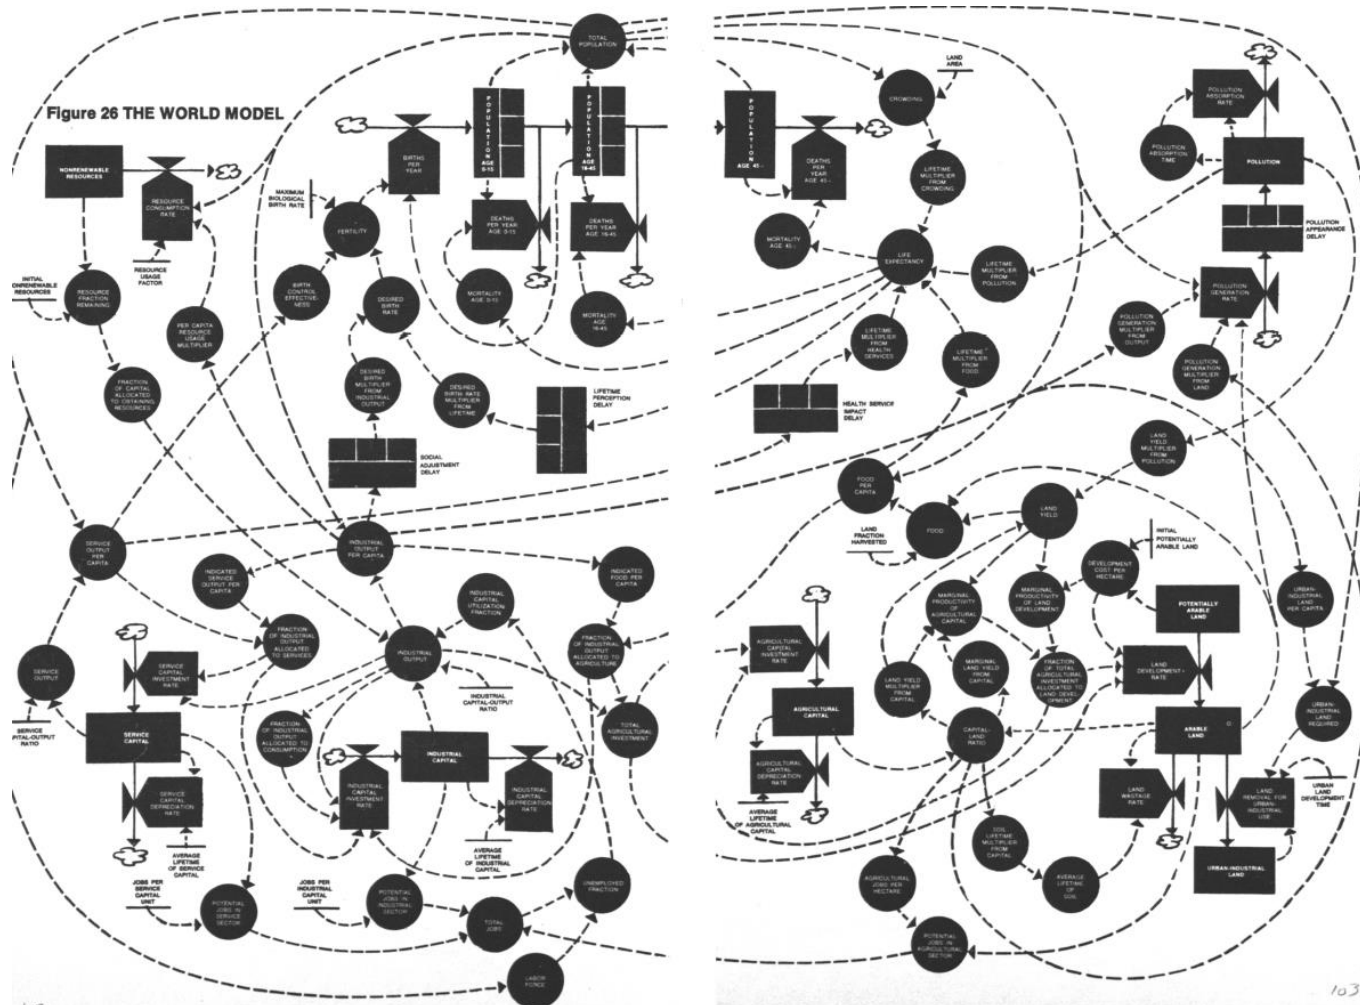 TOTAL
POPULATION
Figure 26 THE WORLD MODEL
NONRENEWABLE
RESOURCES
RESOURCE
CONSUMPTION
RATE
BIRTHS
PER
YEAR
POPULATION
AGE
0-15
POPULATION
AGE
16-45
MAXIMUM
BIOLOGICAL
BIRTH RATE
FERTILITY
DEATHS
PER YEAR
AGE 0-15
DEATHS
PER YEAR
AGE 16-45
INITIAL
ONRENEWABLE
RESOURCES
RESOURCE
USAGE
FACTOR
RESOURCE
FRACTION
REMAINING
BIRTH
CONTROL
EFFECTIVE-
NESS
DESIRED
BIRTH
RATE
MORTALITY
AGE 0-15
MORTALITY
AGE
16-45
PER CAPITA
RESOURCE
USAGE
MULTIPLIER
FRACTION
OF CAPITAL
ALLOCATED
TO OBTAINING
RESOURCES
DESIRED
BIRTH
MULTIPLIER
FROM
INDUSTRIAL
OUTPUT
DESIRED
BIRTH RATE
MULTIPLIER
FROM
LIFETIME
LIFETIME
PERCEPTION
DELAY
SOCIAL
ADJUSTMENT
DELAY
SERVICE
OUTPUT
PER
CAPITA
INDUSTRIAL
OUTPUT
PER CAPITA
INDICATED
SERVICE
OUTPUT PER
CAPITA
INDUSTRIAL
CAPITAL
UTILIZATION
FRACTION
INDICATED
FOOD PER
CAPITA
FRACTION
OF INDUSTRIAL
OUTPUT
ALLOCATED
TO SERVICES
INDUSTRIAL
OUTPUT
FRACTION
OF INDUSTRIAL
OUTPUT
ALLOCATED TO
AGRICULTURE
SERVICE
OUTPUT
SERVICE
CAPITAL
INVESTMENT
RATE
INDUSTRIAL
CAPITAL-OUTPUT
RATIO
SERVICE
PITAL-OUTPUT
RATIO
SERVICE
CAPITAL
FRACTION
OF INDUSTRIAL
OUTPUT
ALLOCATED TO
CONSUMPTION
INDUSTRIAL
CAPITAL
TOTAL
AGRICULTURAL
INVESTMENT
SERVICE
CAPITAL
DEPRECIATION
RATE
INDUSTRIAL
CAPITAL
INVESTMENT
RATE
INDUSTRIAL
CAPITAL
DEPRECIATION
RATE
AVERAGE
LIFETIME
OF SERVICE
CAPITAL
AVERAGE
LIFETIME
OF INDUSTRIAL
CAPITAL
JOBS PER
SERVICE
CAPITAL
UNIT
JOBS PER
INDUSTRIAL
CAPITAL
UNIT
POTENTIAL
JOBS IN
SERVICE
SECTOR
POTENTIAL
JOBS IN
INDUSTRIAL
SECTOR
UNEMPLOYED
FRACTION
TOTAL
JOBS
LABOR
FORCE
LAND
AREA
CROWDING
POLLUTION
ABSORPTION
RATE
POPULATION
AGE 45+
DEATHS
PER
YEAR
AGE 45+
LIFETIME
MULTIPLIER
FROM
CROWDING
POLLUTION
ABSORPTION
TIME
POLLUTION
MORTALITY
AGE 45+
LIFE
EXPECTANCY
LIFETIME
MULTIPLIER
FROM
POLLUTION
POLLUTION
APPEARANCE
DELAY
POLLUTION
GENERATION
RATE
LIFETIME
MULTIPLIER
FROM
HEALTH
SERVICES
LIFETIME
MULTIPLIER
FROM
FOOD
POLLUTION
GENERATION
MULTIPLIER
FROM
OUTPUT
POLLUTION
GENERATION
MULTIPLIER
FROM
LAND
HEALTH SERVICE
IMPACT
DELAY
LAND
YIELD
MULTIPLIER
FROM
POLLUTION
FOOD
PER
CAPITA
LAND
YIELD
LAND
FRACTION
HARVESTED
FOOD
INITIAL
POTENTIALLY
ARABLE LAND
DEVELOPMENT
COST PER
HECTARE
MARGINAL
PRODUCTIVITY
OF
AGRICULTURAL
CAPITAL
MARGINAL
PRODUCTIVITY
OF LAND
DEVELOPMENT
POTENTIALLY
ARABLE
LAND
URBAN-
INDUSTRIAL
LAND
PER CAPITA
AGRICULTURAL
CAPITAL
INVESTMENT
RATE
LAND YIELD
MULTIPLIER
FROM
CAPITAL
MARGINAL
LAND YIELD
FROM
CAPITAL
FRACTION
OF TOTAL
AGRICULTURAL
INVESTMENT
ALLOCATED TO
LAND DEVEL-
OPMENT
LAND
DEVELOPMENT
RATE
AGRICULTURAL
CAPITAL
CAPITAL-
LAND
RATIO
ARABLE
LAND
URBAN-
INDUSTRIAL
LAND
REQUIRED
AGRICULTURAL
CAPITAL
DEPRECIATION
RATE
AVERAGE
LIFETIME
OF AGRICULTURAL
CAPITAL
LAND
WASTAGE
RATE
LAND
REMOVAL FOR
URBAN-
INDUSTRIAL
USE
URBAN
LAND
DEVELOPMENT
TIME
SOIL
LIFETIME
MULTIPLIER
FROM
CAPITAL
URBAN-INDUSTRIAL
LAND
AGRICULTURAL
JOBS PER
HECTARE
AVERAGE
LIFETIME
OF
SOIL
POTENTIAL
JOBS IN
AGRICULTURAL
SECTOR
103